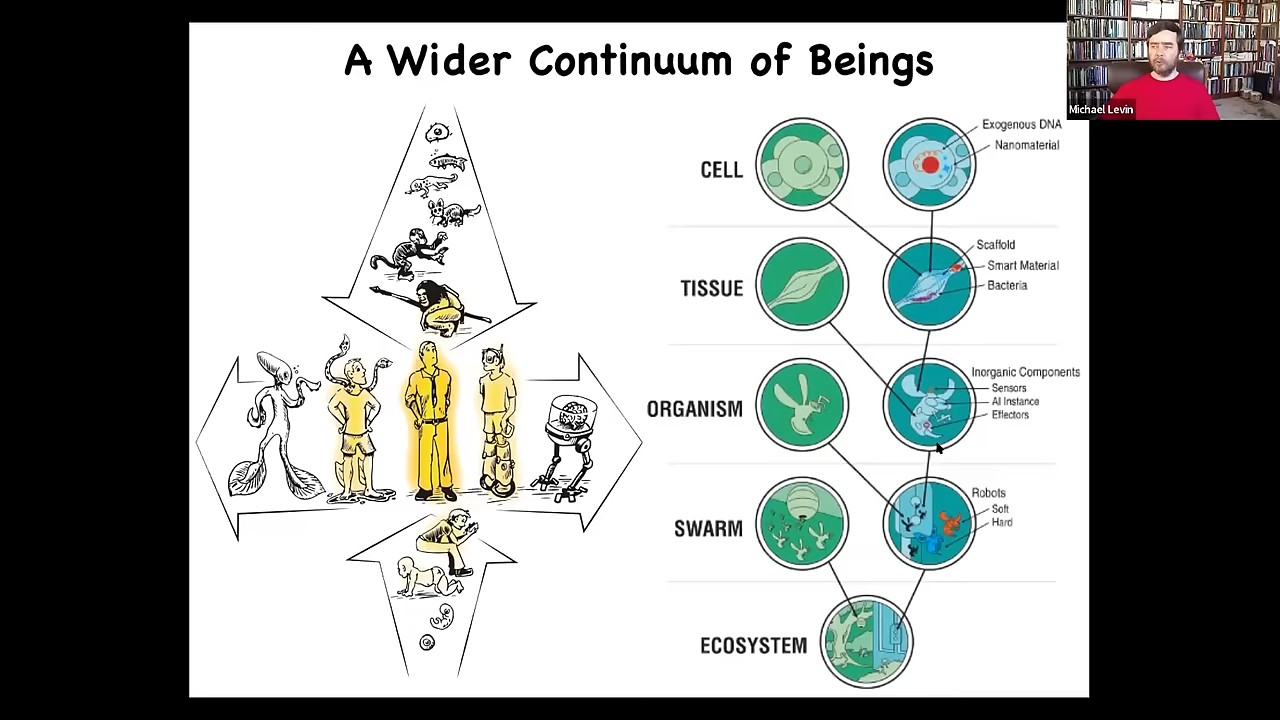 A Wider Continuum of Beings
Michael Levin
CELL
Exogenous DNA
Nanomaterial
TISSUE
Scaffold
Smart Material
Bacteria
ORGANISM
Inorganic Components
Sensors
AI Instance
Effectors
SWARM
Robots
Soft
Hard
ECOSYSTEM